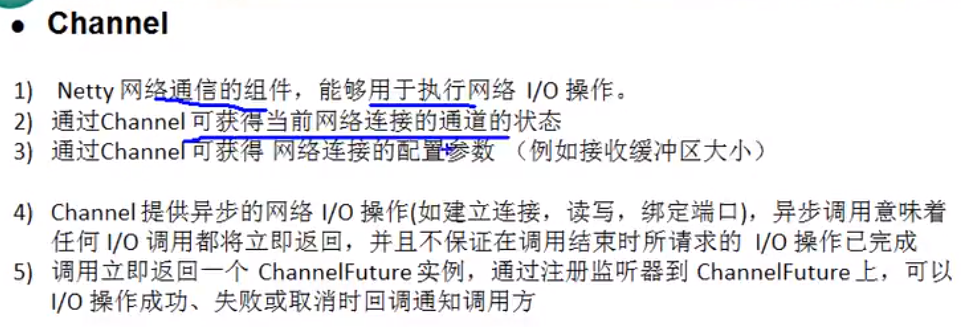 ● Channel
1) Netty 网络通信的组件，能够用于执行网络 I/O 操作。
2) 通过Channel 可获得当前网络连接的通道的状态
3) 通过Channel 可获得 网络连接的配置参数 （例如接收缓冲区大小）
4) Channel 提供异步的网络 I/O 操作(如建立连接，读写，绑定端口)，异步调用意味着
任何 I/O 调用都将立即返回，并且不保证在调用结束时所请求的 I/O 操作已完成
5) 调用立即返回一个 ChannelFuture 实例，通过注册监听器到 ChannelFuture 上，可以
I/O 操作成功、失败或取消时回调通知调用方